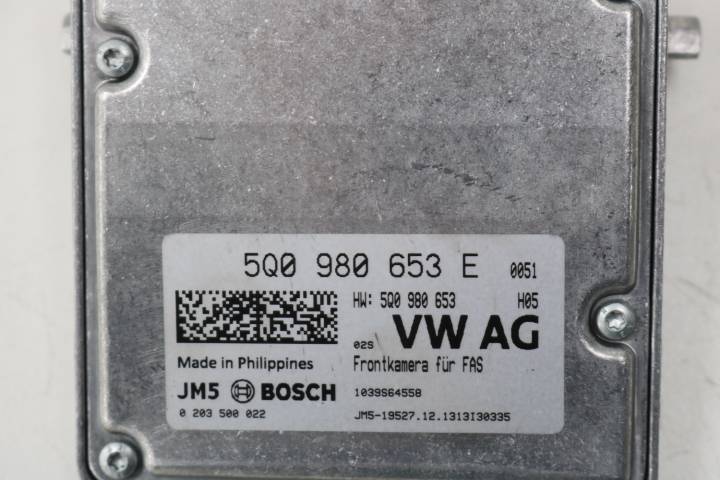 5Q0 980 653 E 0051
HW: 5Q0 980 653 H05
02S VW AG
Made in Philippines Frontkamera für FAS
JM5 BOSCH 1039S64558
0 203 500 022 JM5-19527.12.1313I30335